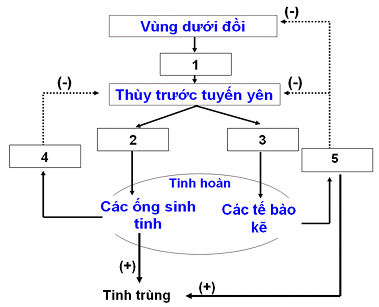 Vùng dưới đồi
(-)
1
(-)
Thùy trước tuyến yên
(-)
2
3
4
5
Tinh hoàn
Các ống sinh
tinh
Các tế bào
kẽ
(+)
(+)
Tinh trùng